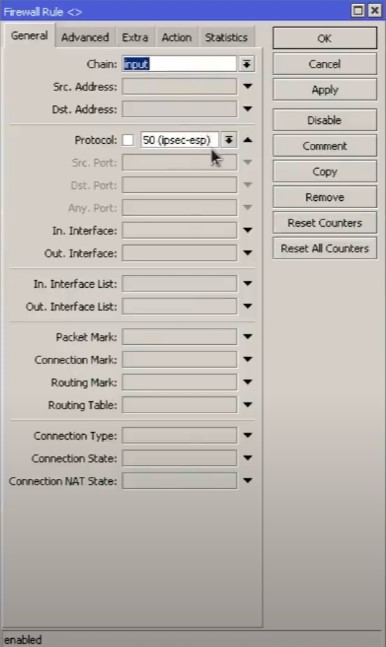 Firewall Rule <>
General Advanced Extra Action Statistics
OK
Chain: input
Cancel
Src. Address:
Apply
Dst. Address:
Disable
Protocol: 50 (ipsec-esp)
Comment
Src. Port:
Copy
Dst. Port:
Remove
Any. Port:
Reset Counters
In. Interface:
Reset All Counters
Out. Interface:
In. Interface List:
Out. Interface List:
Packet Mark:
Connection Mark:
Routing Mark:
Routing Table:
Connection Type:
Connection State:
Connection NAT State:
enabled